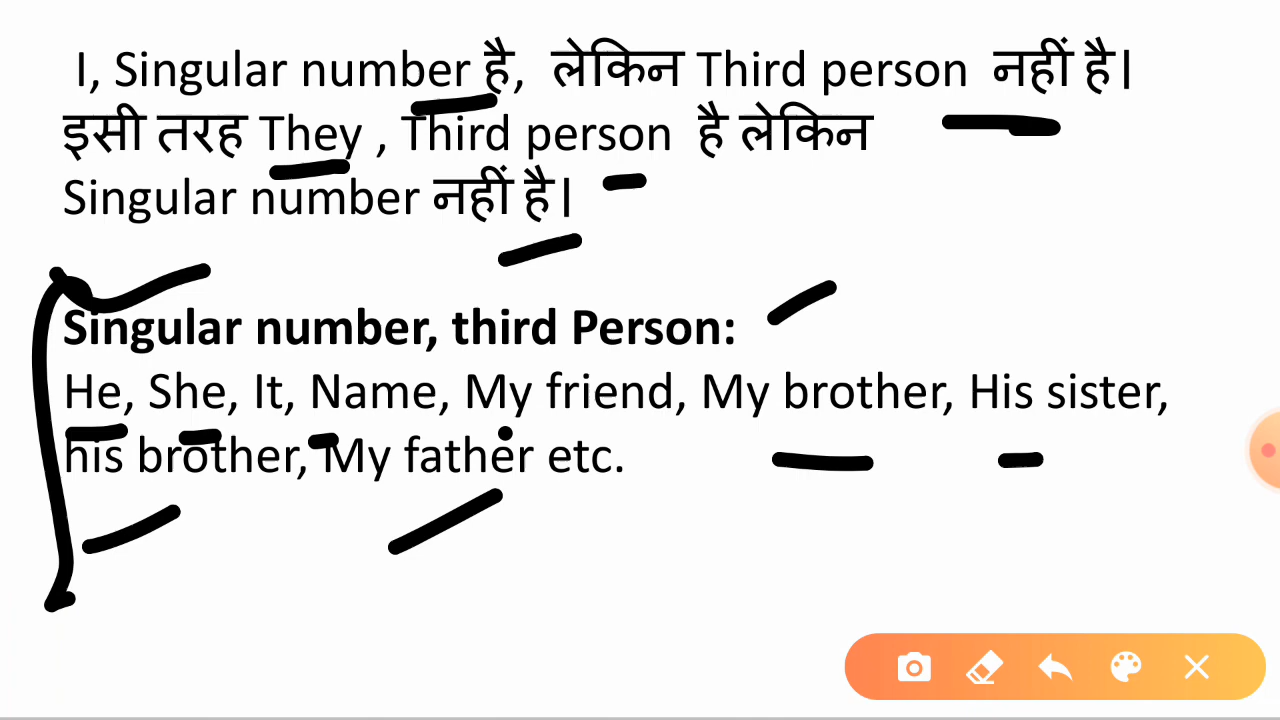 I, Singular number है, लेकिन Third person नहीं है।
इसी तरह They , Third person है लेकिन
Singular number नहीं है।
Singular number, third Person:
He, She, It, Name, My friend, My brother, His sister,
his brother, My father etc.